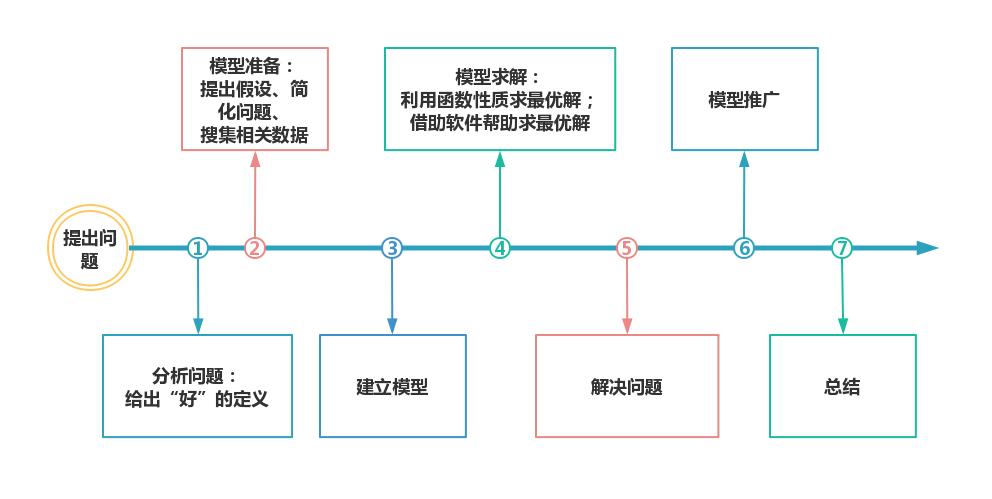 模型准备：
提出假设、简
化问题、
搜集相关数据
模型求解：
利用函数性质求最优解；
借助软件帮助求最优解
模型推广
提出问
题
1
2
3
4
5
6
7
分析问题：
给出“好”的定义
建立模型
解决问题
总结